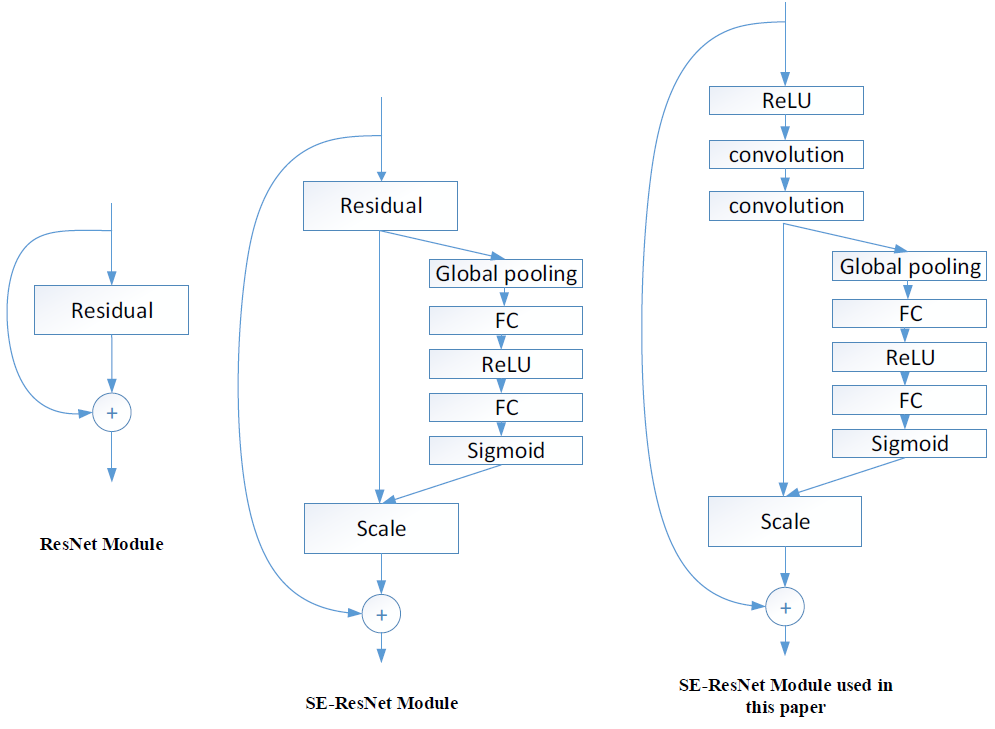 Residual
+
ResNet Module
Residual
Global pooling
FC
ReLU
FC
Sigmoid
Scale
+
SE-ResNet Module
ReLU
convolution
convolution
Global pooling
FC
ReLU
FC
Sigmoid
Scale
+
SE-ResNet Module used in
this paper